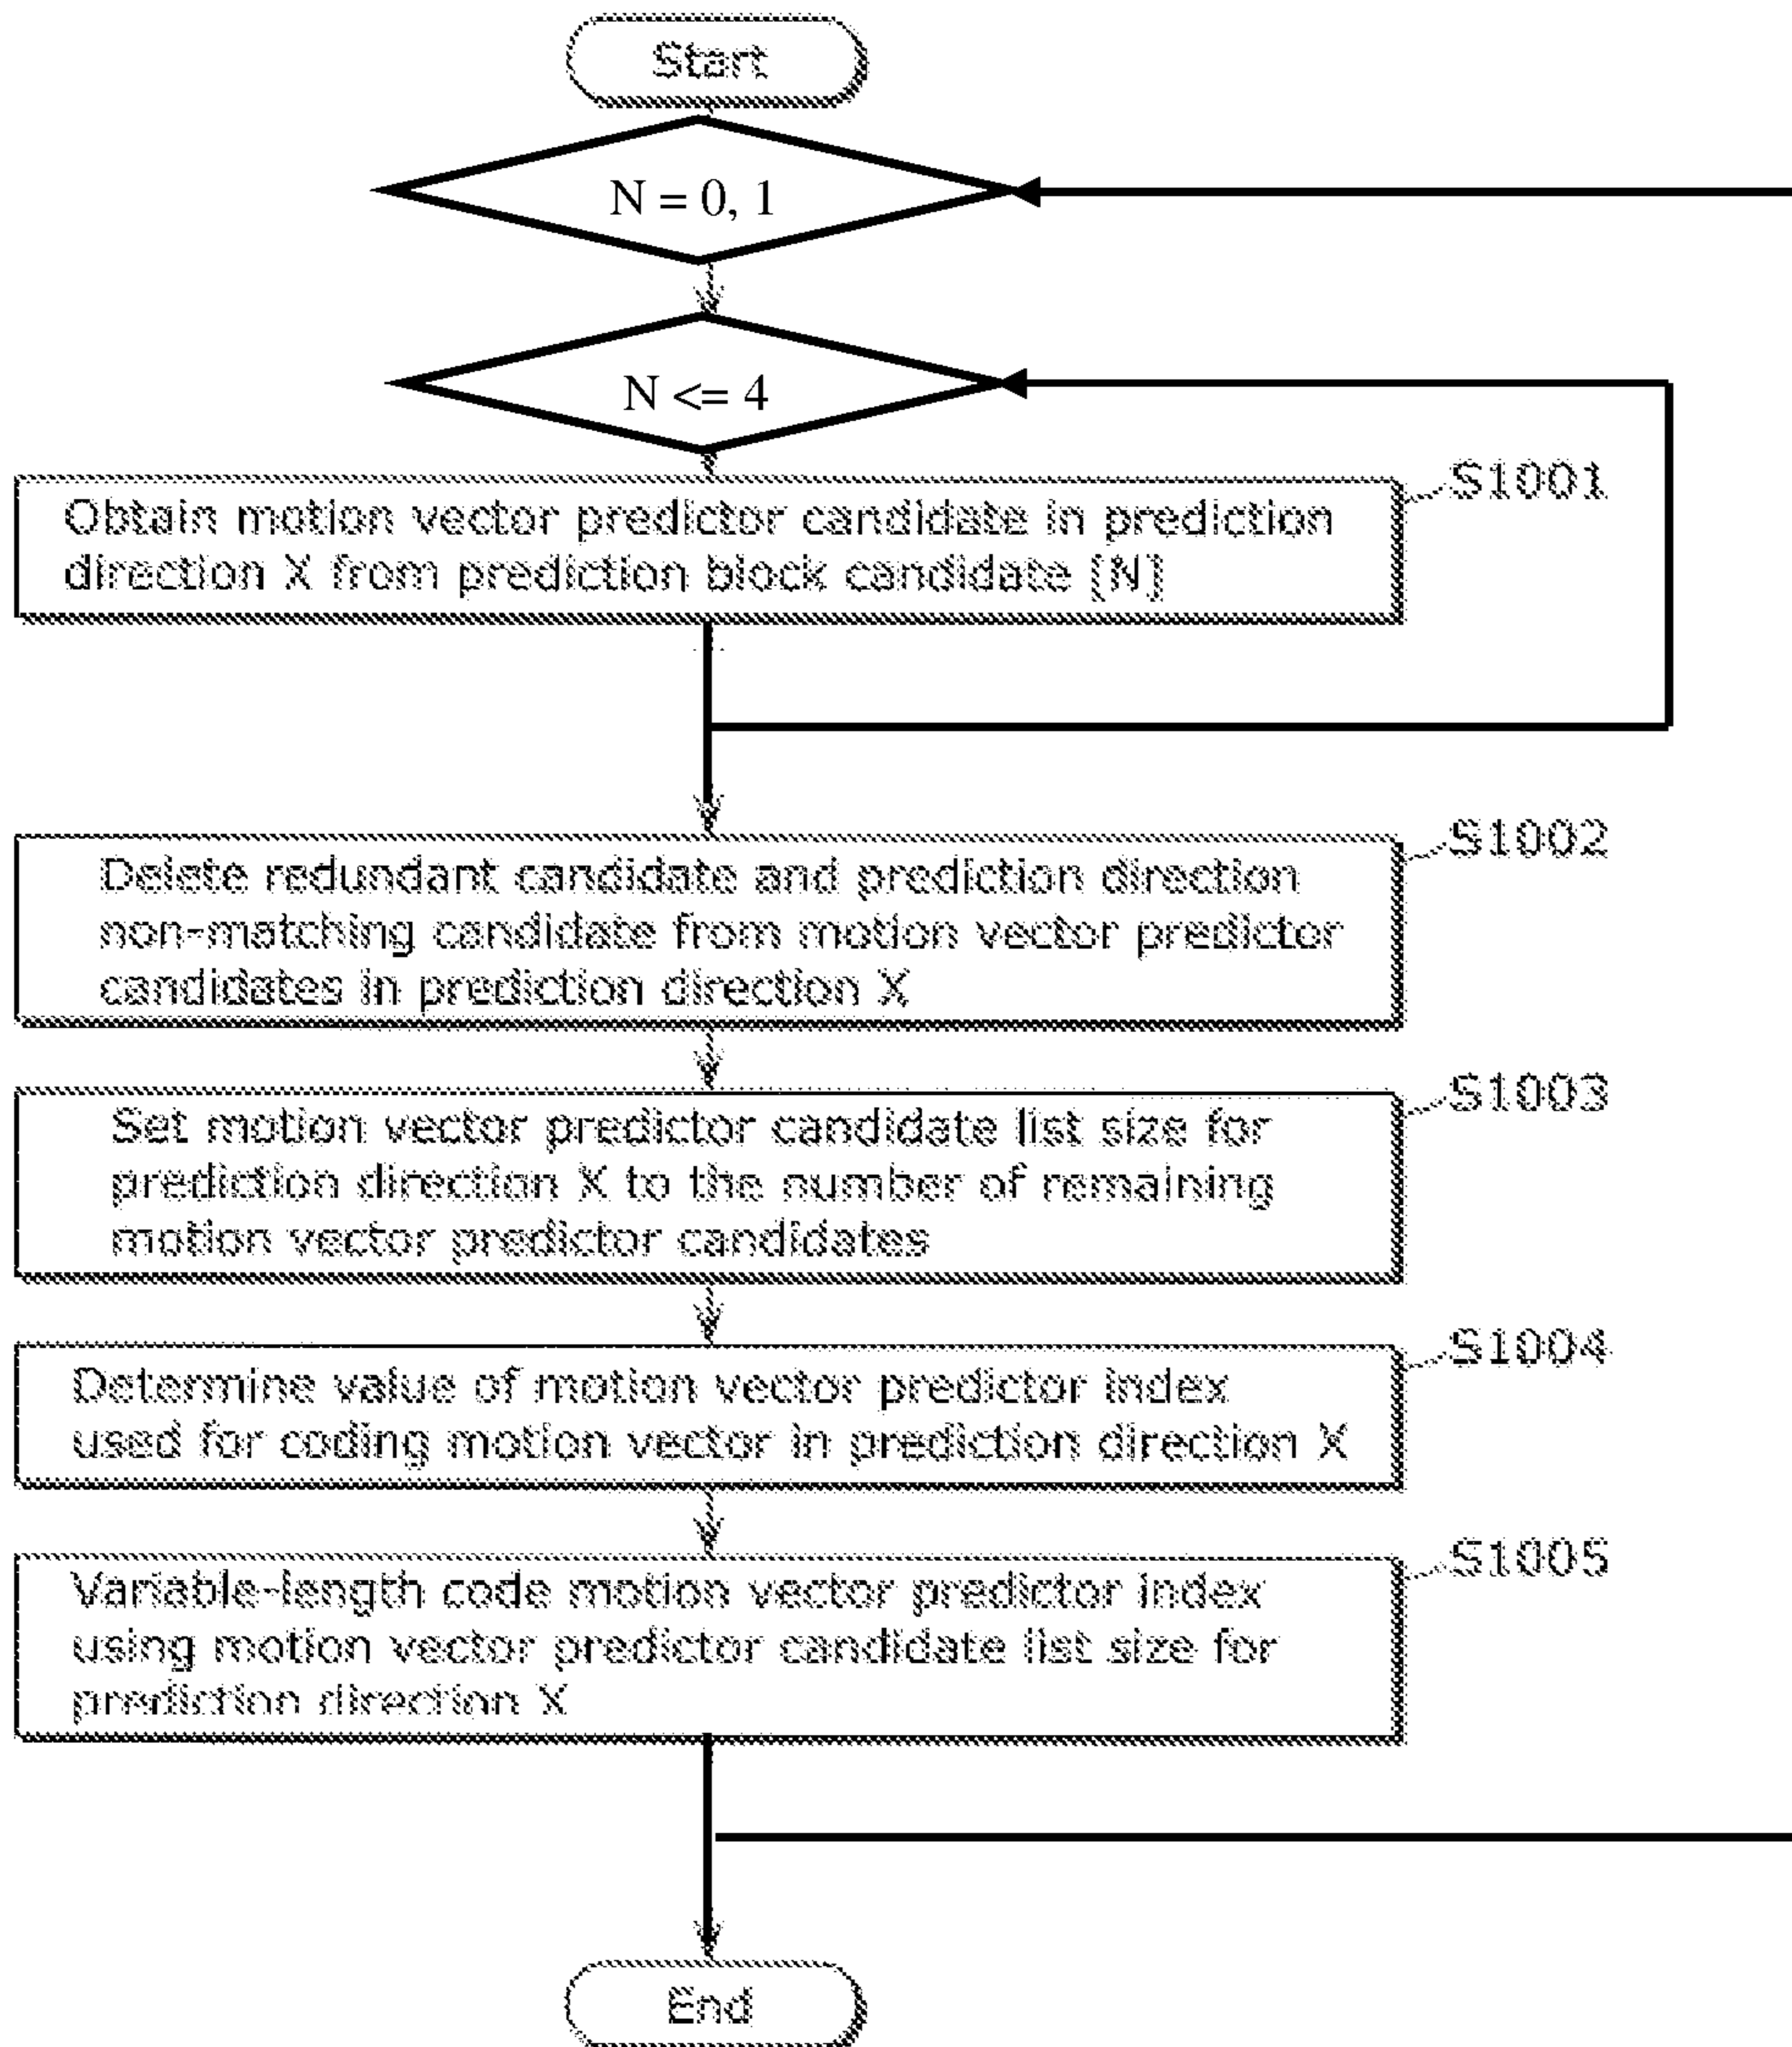 Start
N = 0, 1
N <= 4
S1001
Obtain motion vector predictor candidate in prediction
direction X from prediction block candidate [N]
S1002
Delete redundant candidate and prediction direction
non-matching candidate from motion vector predictor
candidates in prediction direction X
S1003
Set motion vector predictor candidate list size for
prediction direction X to the number of remaining
motion vector predictor candidates
S1004
Determine value of motion vector predictor index
used for coding motion vector in prediction direction X
S1005
Variable-length code motion vector predictor index
using motion vector predictor candidate list size for
prediction direction X
End